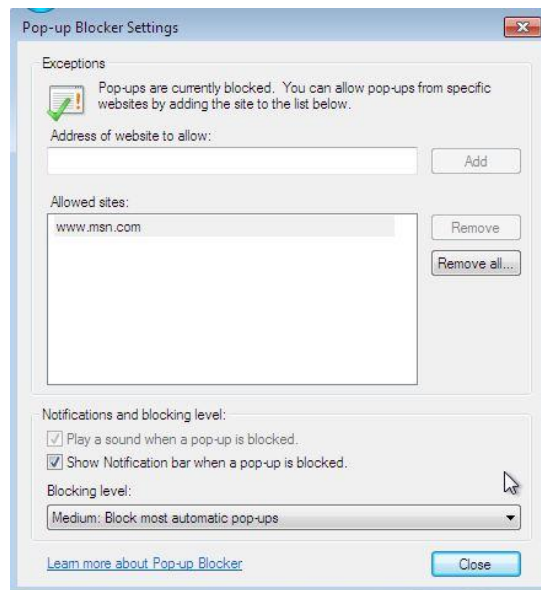 Pop-up Blocker Settings
Exceptions
Pop-ups are currently blocked. You can allow pop-ups from specific
websites by adding the site to the list below.
Address of website to allow:
Add
Allowed sites:
www.msn.com
Remove
Remove all...
Notifications and blocking level:
Play a sound when a pop-up is blocked.
Show Notification bar when a pop-up is blocked.
Blocking level:
Medium: Block most automatic pop-ups
Learn more about Pop-up Blocker
Close